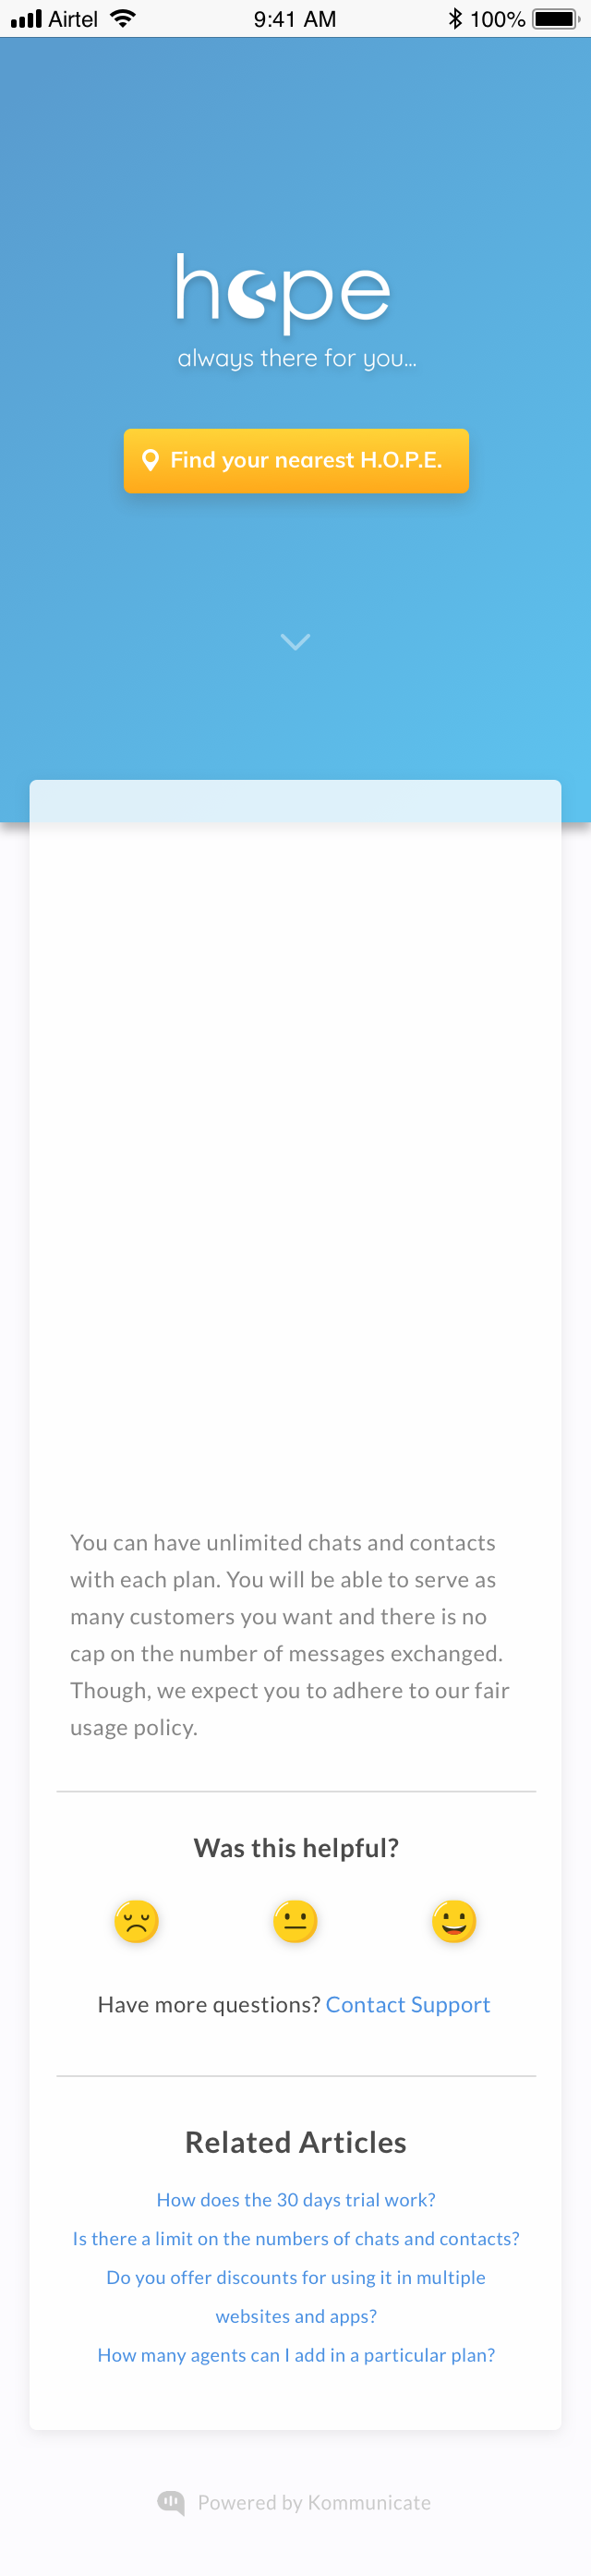 Airtel 9:41 AM 100%
hope
always there for you...
Find your nearest H.O.P.E.
You can have unlimited chats and contacts
with each plan. You will be able to serve as
many customers you want and there is no
cap on the number of messages exchanged.
Though, we expect you to adhere to our fair
usage policy.
Was this helpful?
Have more questions? Contact Support
Related Articles
How does the 30 days trial work?
Is there a limit on the numbers of chats and contacts?
Do you offer discounts for using it in multiple
websites and apps?
How many agents can I add in a particular plan?
Powered by Kommunicate